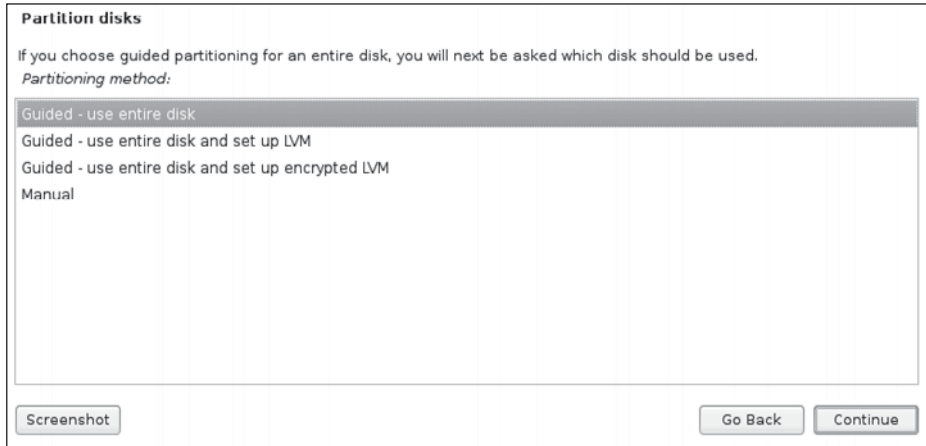 Partition disks
If you choose guided partitioning for an entire disk, you will next be asked which disk should be used.
Partitioning method:
Guided - use entire disk
Guided - use entire disk and set up LVM
Guided - use entire disk and set up encrypted LVM
Manual
Screenshot
Go Back
Continue